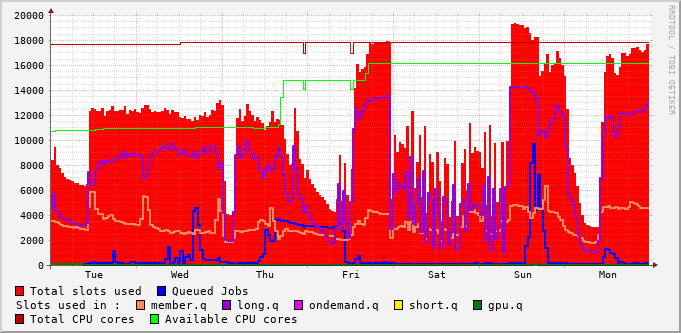 20000
18000
16000
14000
12000
10000
8000
6000
4000
2000
0
Tue Wed Thu Fri Sat Sun Mon
Total slots used Queued Jobs
Slots used in : member.q long.q ondemand.q short.q gpu.q
Total CPU cores Available CPU cores
RRDTOOL / TOBI OETIKER